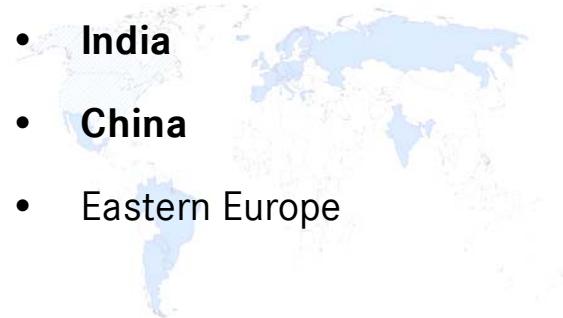 • India
• China
• Eastern Europe